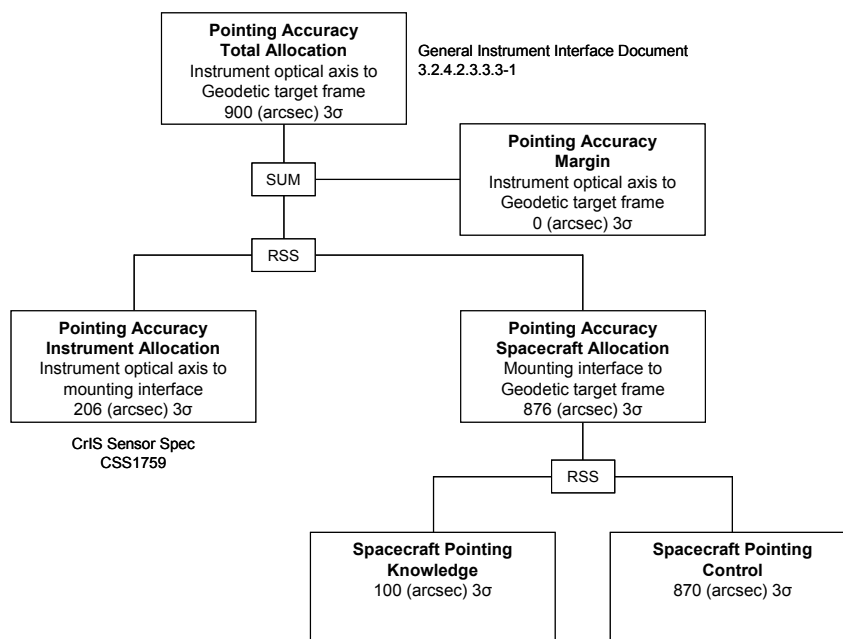 Pointing Accuracy
Total Allocation
Instrument optical axis to
Geodetic target frame
900 (arcsec) 3σ
General Instrument Interface Document
3.2.4.2.3.3.3-1
SUM
Pointing Accuracy
Margin
Instrument optical axis to
Geodetic target frame
0 (arcsec) 3σ
RSS
Pointing Accuracy
Instrument Allocation
Instrument optical axis to
mounting interface
206 (arcsec) 3σ
CrIS Sensor Spec
CSS1759
Pointing Accuracy
Spacecraft Allocation
Mounting interface to
Geodetic target frame
876 (arcsec) 3σ
RSS
Spacecraft Pointing
Knowledge
100 (arcsec) 3σ
Spacecraft Pointing
Control
870 (arcsec) 3σ